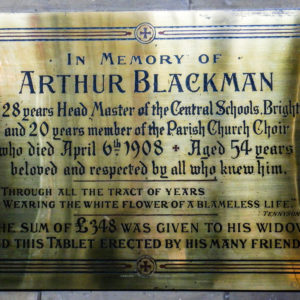 In Memory of
Arthur Blackman
28 years Head Master of the Central Schools, Bright
and 20 years member of the Parish Church Choir
who died April 6th 1908 • Aged 54 years
beloved and respected by all who knew him.
"Through all the tract of years
Wearing the white flower of a blameless life."
Tennyson
he sum of £348 was given to his widow
d this Tablet erected by his many friend